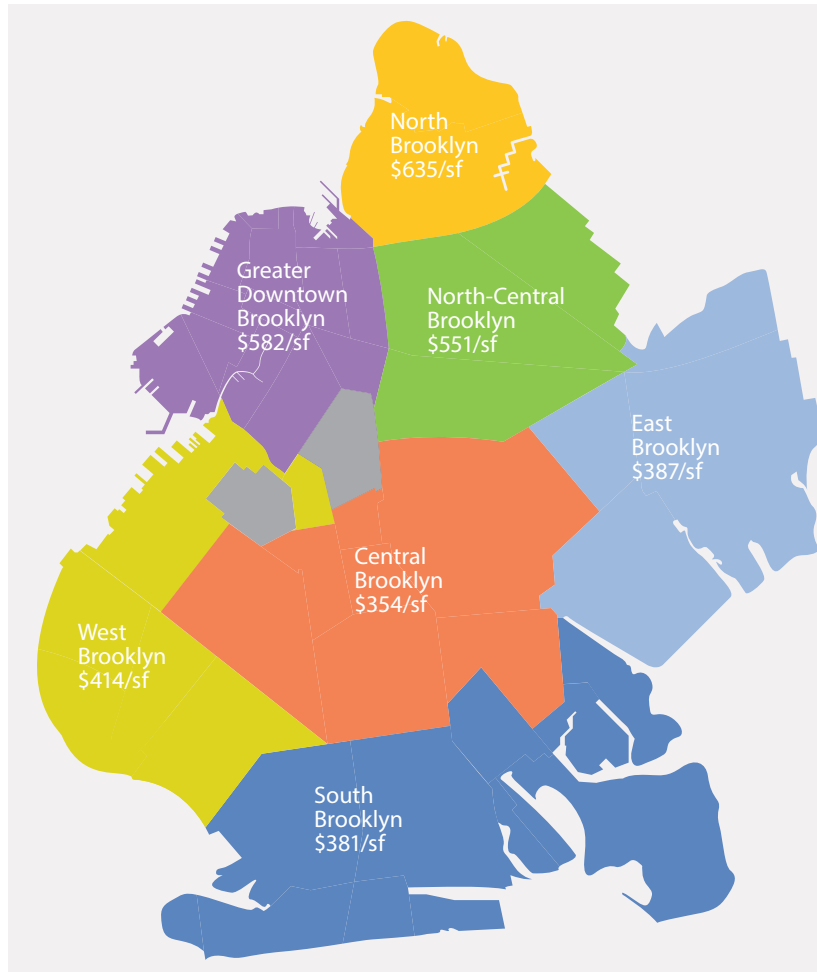 North
Brooklyn
$635/sf
Greater
Downtown
Brooklyn
$582/sf
North-Central
Brooklyn
$551/sf
East
Brooklyn
$387/sf
Central
Brooklyn
$354/sf
West
Brooklyn
$414/sf
South
Brooklyn
$381/sf